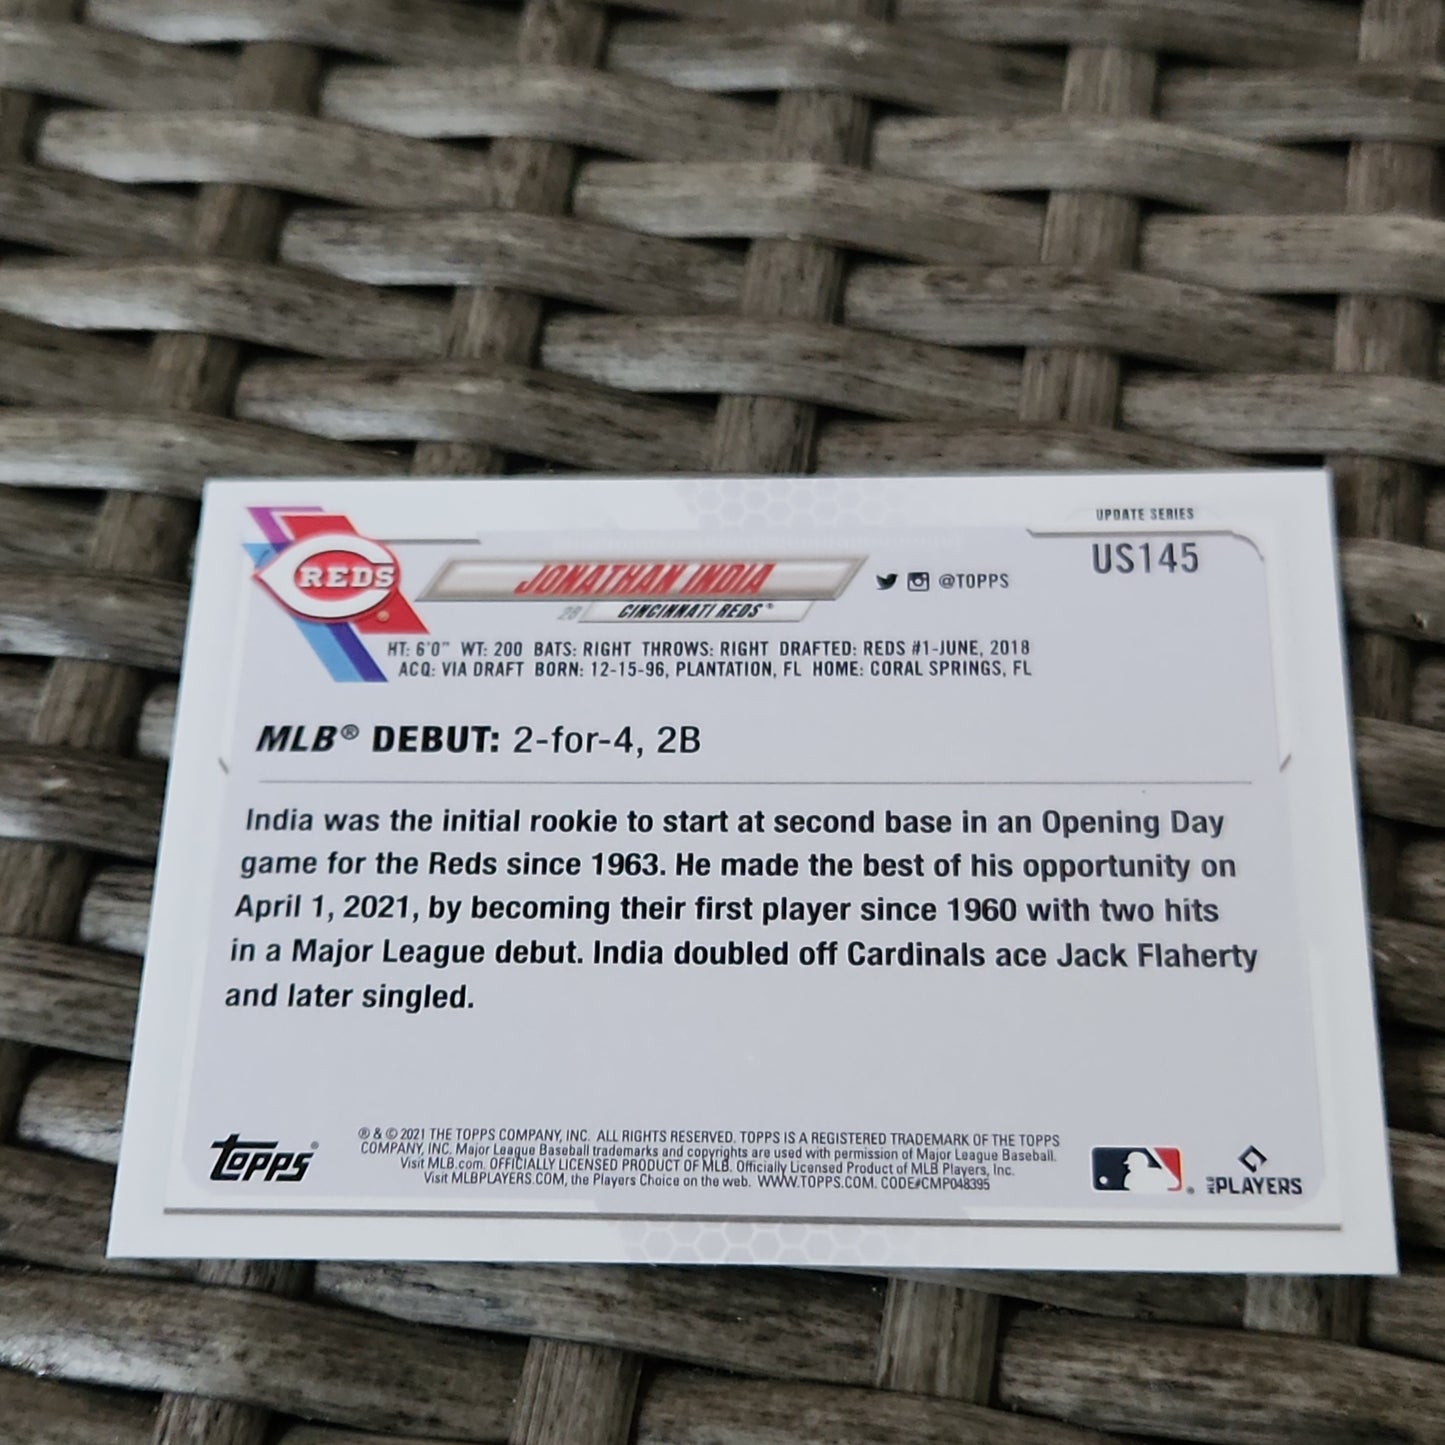 UPDATE SERIES
US145
REDS
JONATHAN INDIA
@TOPPS
2B CINCINNATI REDS®
HT: 6'0" WT: 200 BATS: RIGHT THROWS: RIGHT DRAFTED: REDS #1-JUNE, 2018
ACQ: VIA DRAFT BORN: 12-15-96, PLANTATION, FL HOME: CORAL SPRINGS, FL
MLB® DEBUT: 2-for-4, 2B
India was the initial rookie to start at second base in an Opening Day
game for the Reds since 1963. He made the best of his opportunity on
April 1, 2021, by becoming their first player since 1960 with two hits
in a Major League debut. India doubled off Cardinals ace Jack Flaherty
and later singled.
topps®
® & © 2021 THE TOPPS COMPANY, INC. ALL RIGHTS RESERVED. TOPPS IS A REGISTERED TRADEMARK OF THE TOPPS
COMPANY, INC. Major League Baseball trademarks and copyrights are used with permission of Major League Baseball.
Visit MLB.com. OFFICIALLY LICENSED PRODUCT OF MLB. Officially Licensed Product of MLB Players, Inc.
Visit MLBPLAYERS.COM, the Players Choice on the web. WWW.TOPPS.COM. CODE#CMP048395
MLB PLAYERS